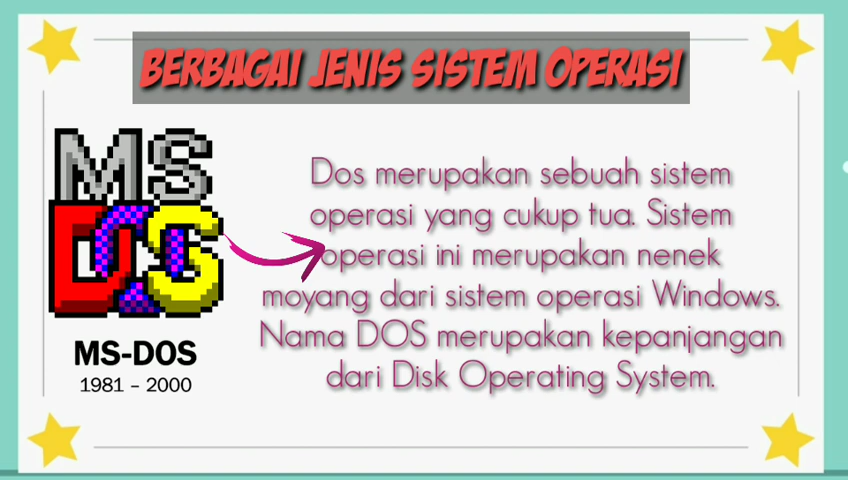 BERBAGAI JENIS SISTEM OPERASI
MS
DOS
MS-DOS
1981 – 2000
Dos merupakan sebuah sistem
operasi yang cukup tua. Sistem
operasi ini merupakan nenek
moyang dari sistem operasi Windows.
Nama DOS merupakan kepanjangan
dari Disk Operating System.